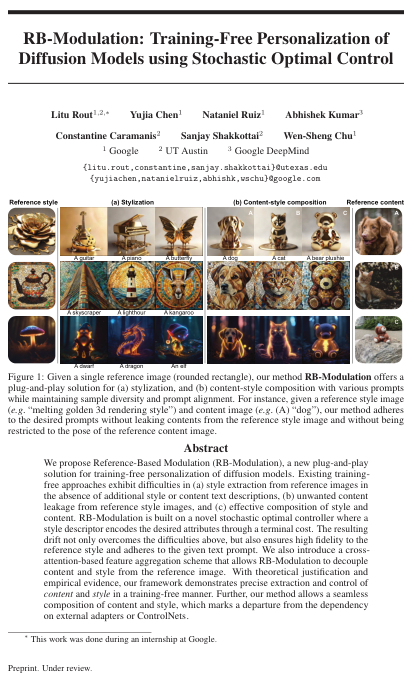 RB-Modulation: Training-Free Personalization of
Diffusion Models using Stochastic Optimal Control
Litu Rout1,2,* Yujia Chen1 Nataniel Ruiz1 Abhishek Kumar3
Constantine Caramanis2 Sanjay Shakkottai2 Wen-Sheng Chu1
1 Google 2 UT Austin 3 Google DeepMind
{litu.rout,constantine,sanjay.shakkottai}@utexas.edu
{yujiachen,natanielruiz,abhishk,wschu}@google.com
Reference style (a) Stylization (b) Content-style composition Reference content
A B C A
A guitar A piano A butterfly A dog A cat A bear plushie
B
A skyscraper A lighthour A kangaroo
C
A dwarf A dragon An elf
Figure 1: Given a single reference image (rounded rectangle), our method RB-Modulation offers a
plug-and-play solution for (a) stylization, and (b) content-style composition with various prompts
while maintaining sample diversity and prompt alignment. For instance, given a reference style image
(e.g. “melting golden 3d rendering style”) and content image (e.g. (A) “dog”), our method adheres
to the desired prompts without leaking contents from the reference style image and without being
restricted to the pose of the reference content image.
Abstract
We propose Reference-Based Modulation (RB-Modulation), a new plug-and-play
solution for training-free personalization of diffusion models. Existing training-
free approaches exhibit difficulties in (a) style extraction from reference images in
the absence of additional style or content text descriptions, (b) unwanted content
leakage from reference style images, and (c) effective composition of style and
content. RB-Modulation is built on a novel stochastic optimal controller where a
style descriptor encodes the desired attributes through a terminal cost. The resulting
drift not only overcomes the difficulties above, but also ensures high fidelity to the
reference style and adheres to the given text prompt. We also introduce a cross-
attention-based feature aggregation scheme that allows RB-Modulation to decouple
content and style from the reference image. With theoretical justification and
empirical evidence, our framework demonstrates precise extraction and control of
content and style in a training-free manner. Further, our method allows a seamless
composition of content and style, which marks a departure from the dependency
on external adapters or ControlNets.
* This work was done during an internship at Google.
Preprint. Under review.